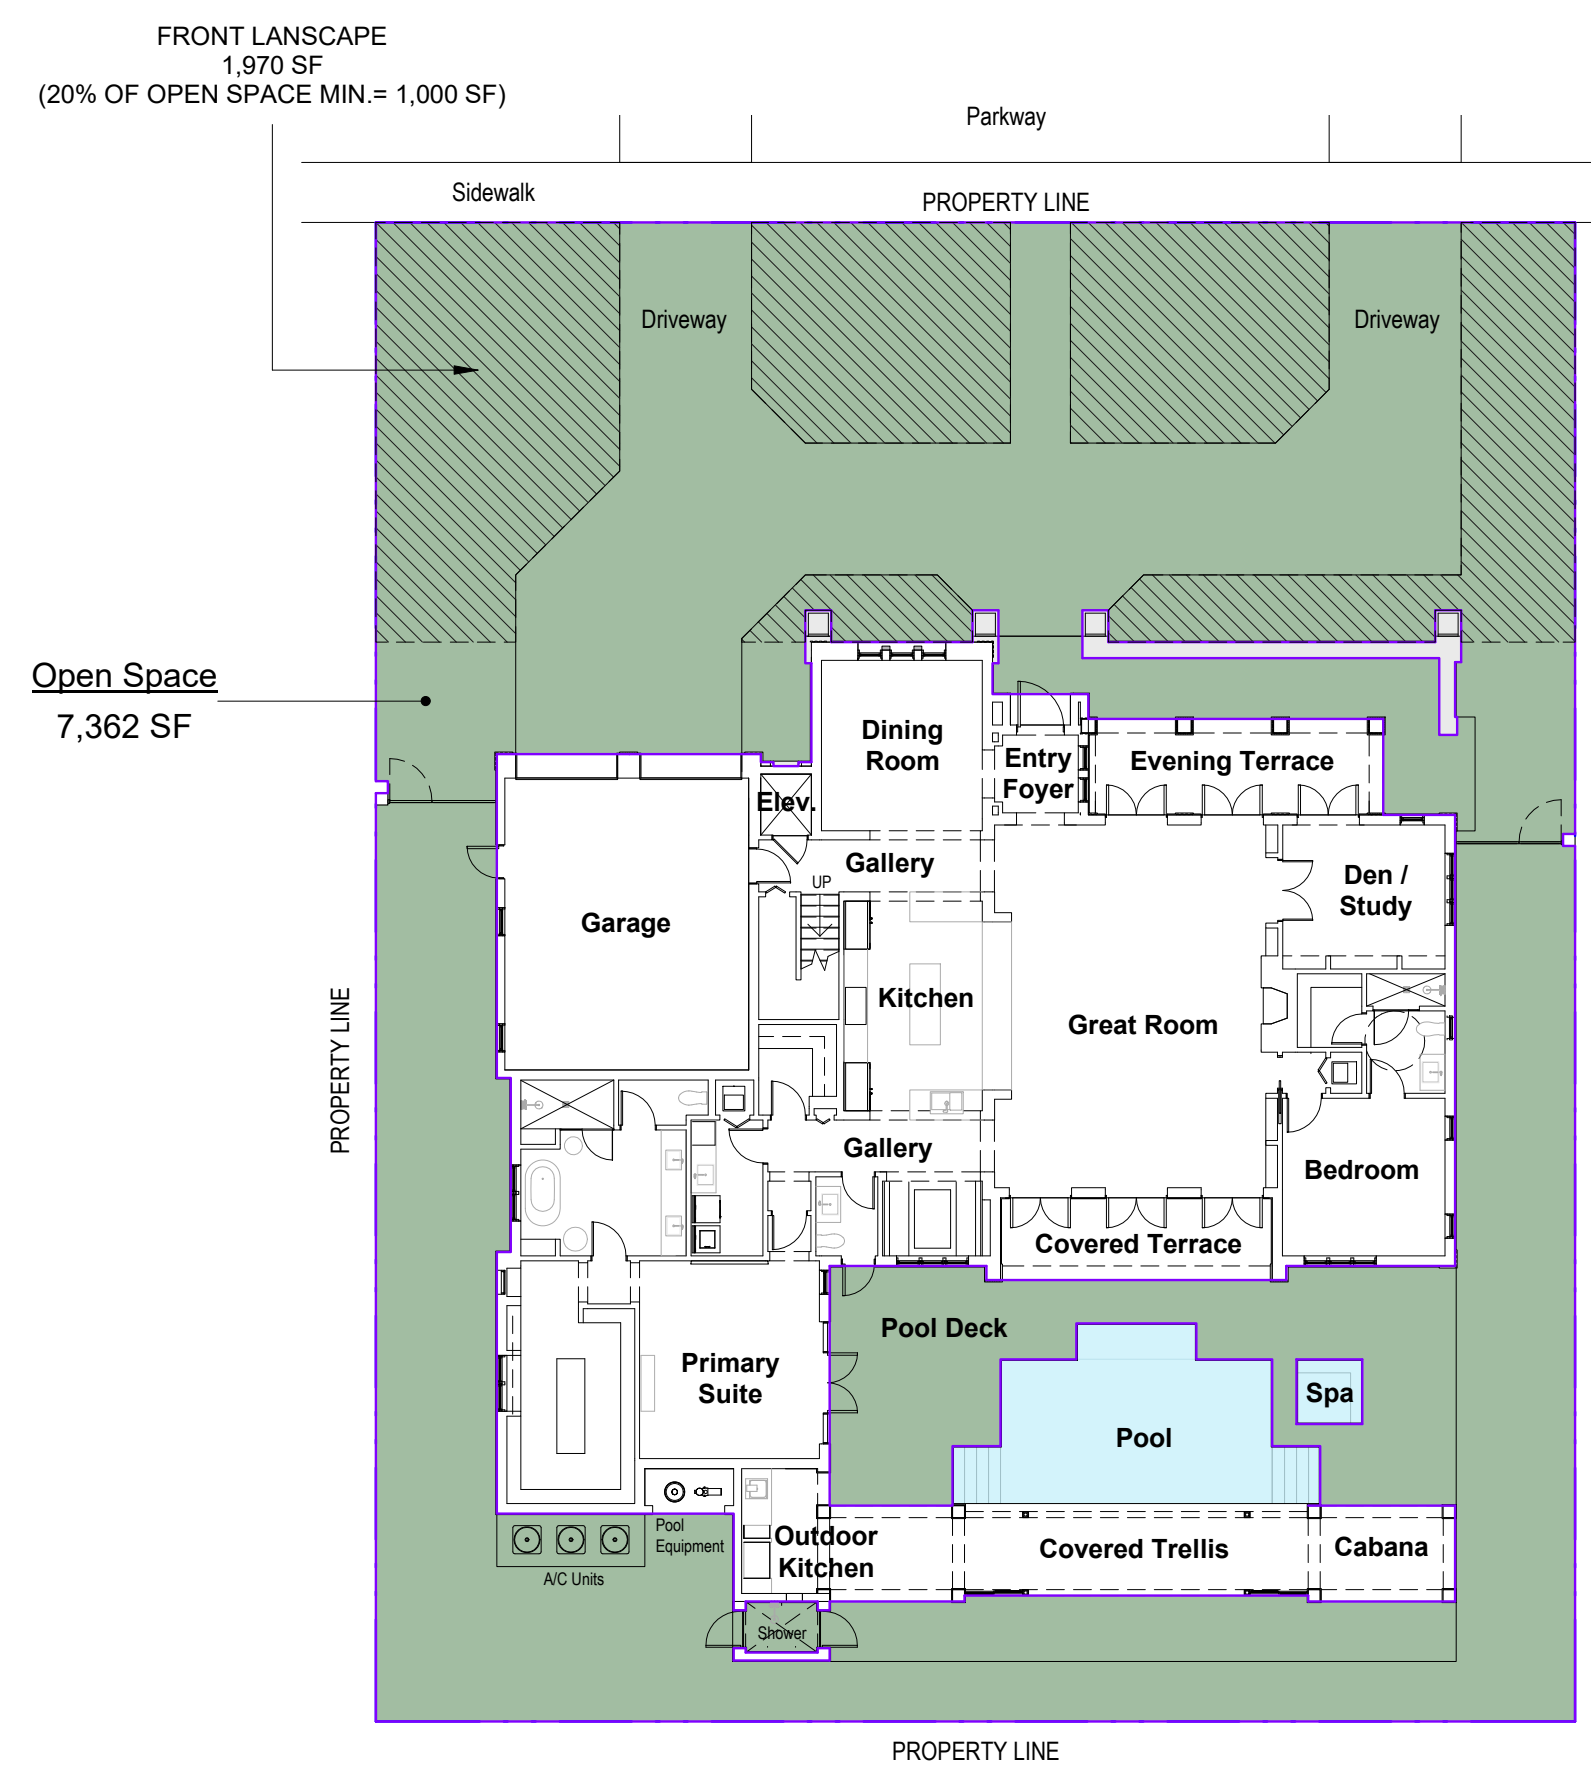 FRONT LANSCAPE
1,970 SF
(20% OF OPEN SPACE MIN.= 1,000 SF)
Parkway
Sidewalk
PROPERTY LINE
Driveway
Driveway
Open Space
7,362 SF
Dining
Room
Entry
Foyer
Evening Terrace
Elev.
Gallery
UP
Den /
Study
Garage
Kitchen
Great Room
PROPERTY LINE
Gallery
Bedroom
Covered Terrace
Pool Deck
Primary
Suite
Spa
Pool
Pool
Equipment
Outdoor
Kitchen
Covered Trellis
Cabana
A/C Units
Shower
PROPERTY LINE